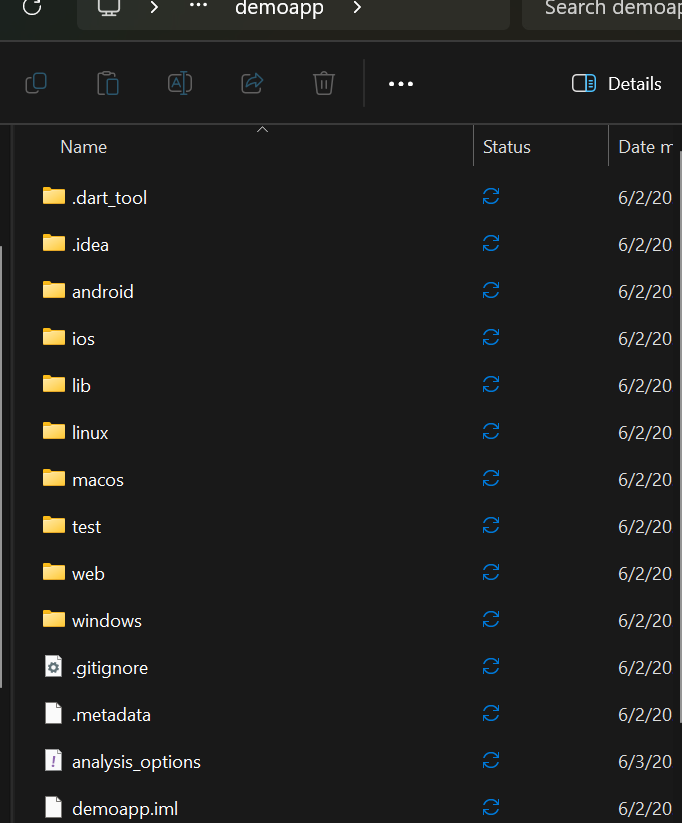 demoapp
Search demoap
Details
Name Status Date m
.dart_tool 6/2/20
.idea 6/2/20
android 6/2/20
ios 6/2/20
lib 6/2/20
linux 6/2/20
macos 6/2/20
test 6/2/20
web 6/2/20
windows 6/2/20
.gitignore 6/2/20
.metadata 6/2/20
analysis_options 6/3/20
demoapp.iml 6/2/20